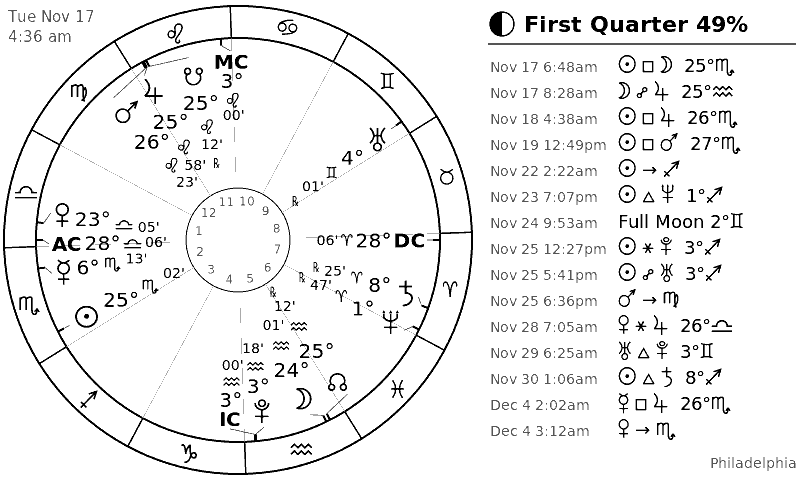 Tue Nov 17
4:36 am
First Quarter 49%
Nov 17 6:48am ☉ □ ☽ 25°♏
Nov 17 8:28am ☽ ☍ ♃ 25°♒
Nov 18 4:38am ☉ □ ♃ 26°♏
Nov 19 12:49pm ☉ □ ♂ 27°♏
Nov 22 2:22am ☉ → ♐
Nov 23 7:07pm ☉ △ ♆ 1°♐
Nov 24 9:53am Full Moon 2°♊
Nov 25 12:27pm ☉ ⚹ ♇ 3°♐
Nov 25 5:41pm ☉ ☍ ♅ 3°♐
Nov 25 6:36pm ♂ → ♍
Nov 28 7:05am ♀ ⚹ ♃ 26°♎
Nov 29 6:25am ♅ △ ♇ 3°♊
Nov 30 1:06am ☉ △ ♄ 8°♐
Dec 4 2:02am ☿ □ ♃ 26°♏
Dec 4 3:12am ♀ → ♏
Philadelphia
MC 3° ♌ 00'
☋ 25° ♌ 12' ℞
♃ 25° ♌ 58'
♂ 26° ♌ 23'
♅ 4° ♊ 01' ℞
♀ 23° ♎ 05'
AC 28° ♎ 06'
☿ 6° ♏ 13'
☉ 25° ♏ 02'
06' ♈ 28° DC
♄ 8° ♈ 25' ℞
♆ 1° ♈ 47' ℞
☊ 25° ♒ 12' ℞
☽ 24° ♒ 01'
♇ 3° ♒ 18'
IC 3° ♒ 00'
1
2
3
4
5
6
7
8
9
10
11
12